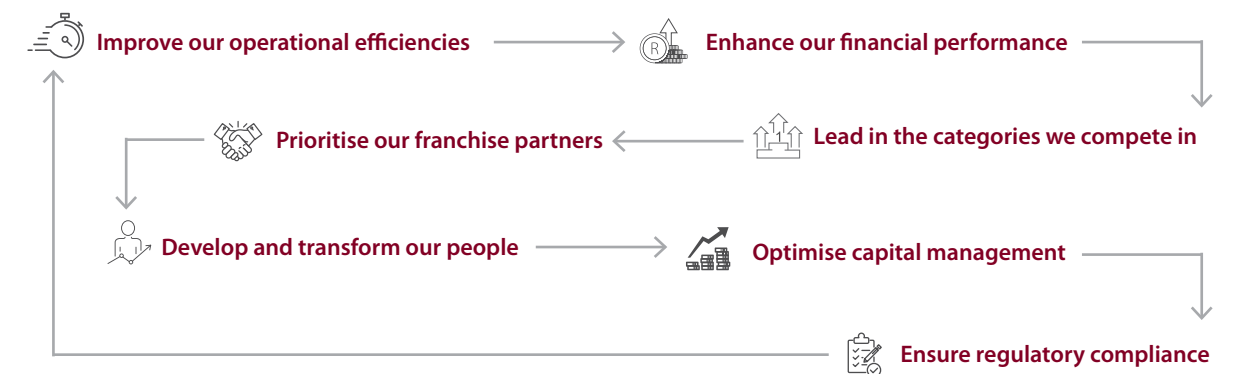 Improve our operational efficiencies
Enhance our financial performance
R
Lead in the categories we compete in
1
Prioritise our franchise partners
Develop and transform our people
Optimise capital management
Ensure regulatory compliance